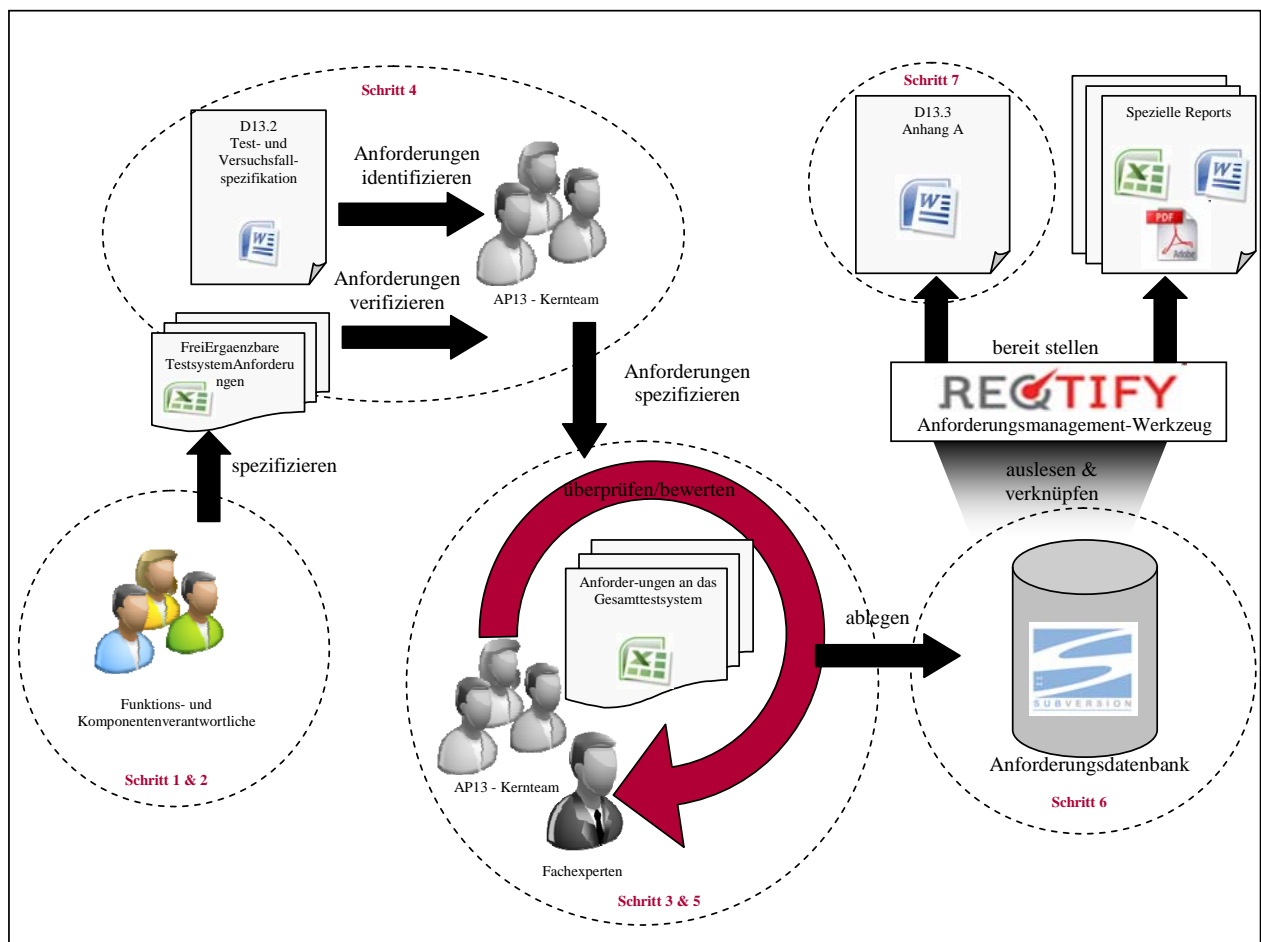 Schritt 4
D13.2
Test- und
Versuchsfall-
spezifikation
Anforderungen
identifizieren
Anforderungen
verifizieren
AP13 - Kernteam
FreiErgaenzbare
TestsystemAnforderu
ngen
spezifizieren
Funktions- und
Komponentenverantwortliche
Schritt 1 & 2
Anforderungen
spezifizieren
überprüfen/bewerten
Anforder-ungen an das
Gesamttestsystem
AP13 - Kernteam
Fachexperten
Schritt 3 & 5
ablegen
SUBVERSION
Anforderungsdatenbank
Schritt 6
auslesen &
verknüpfen
REQTIFY
Anforderungsmanagement-Werkzeug
bereit stellen
Schritt 7
D13.3
Anhang A
Spezielle Reports
PDF
Adobe